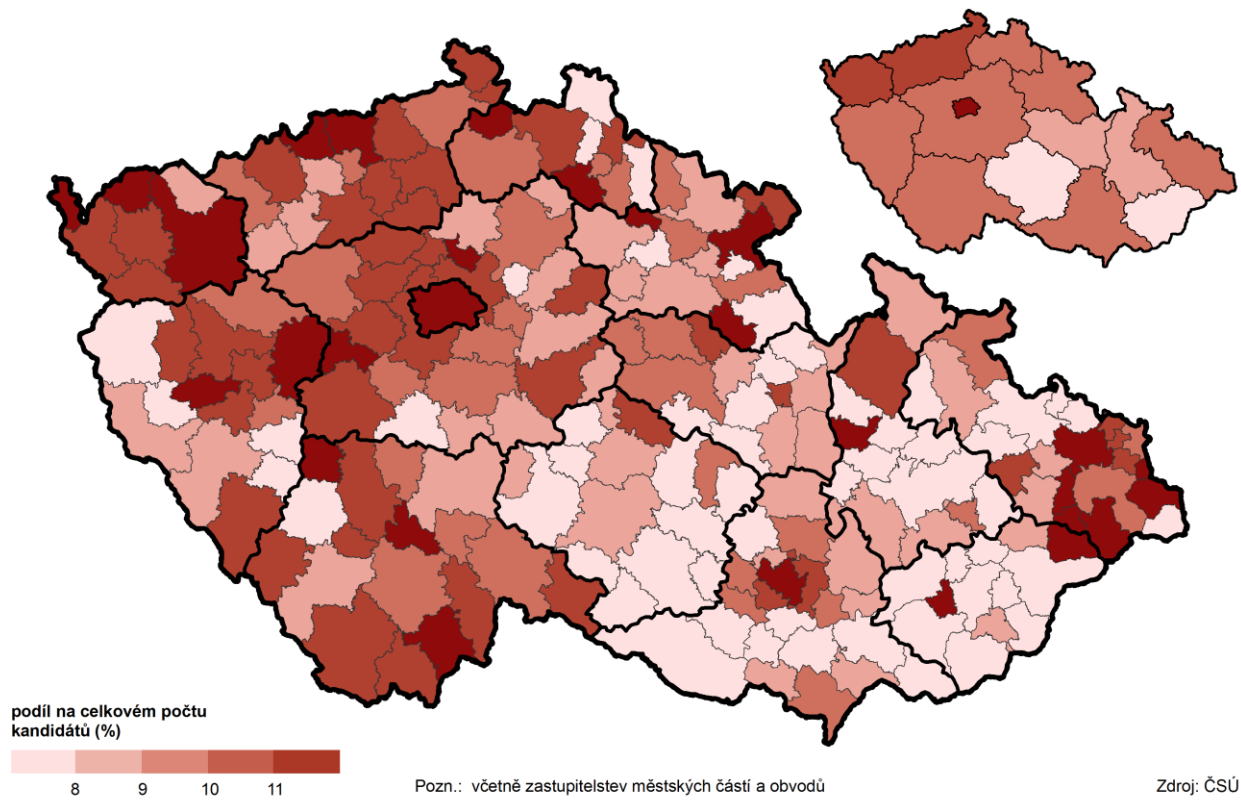 podíl na celkovém počtu
kandidátů (%)
8 9 10 11
Pozn.: včetně zastupitelstev městských částí a obvodů
Zdroj: ČSÚ